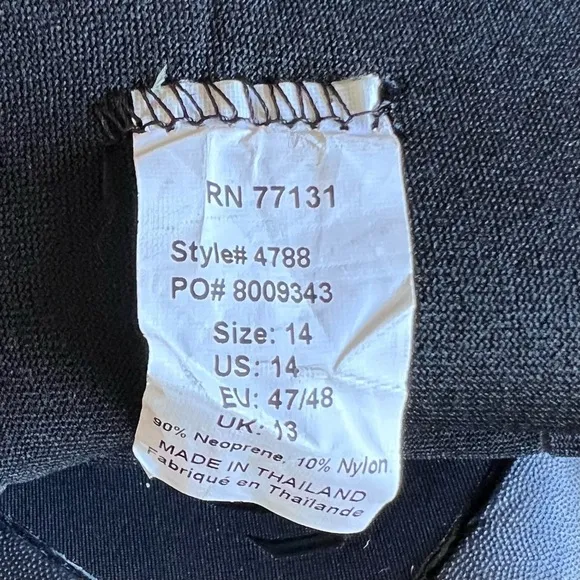 RN 77131
Style# 4788
PO# 8009343
Size: 14
US: 14
EU: 47/48
UK: 13
90% Neoprene, 10% Nylon
MADE IN THAILAND
Fabriqué en Thaïlande